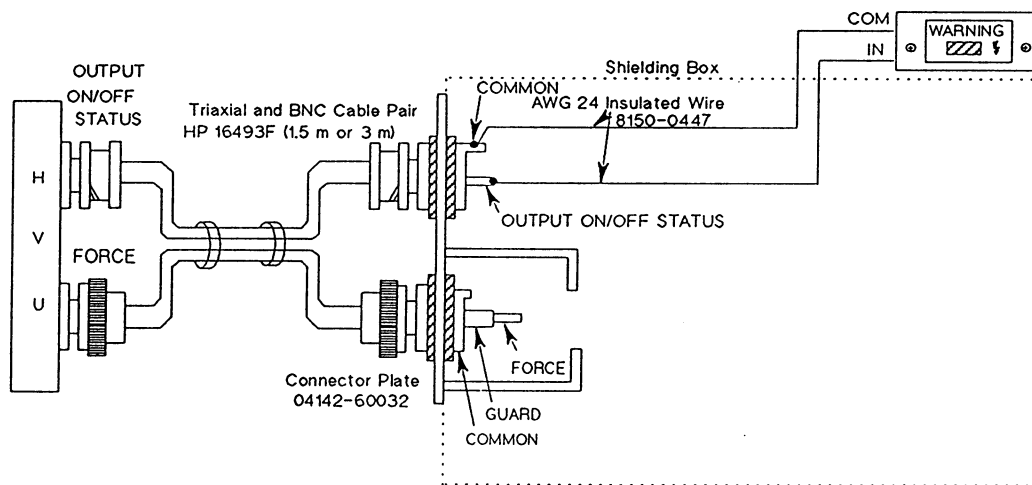 COM
WARNING
IN
Shielding Box
OUTPUT
ON/OFF
STATUS
COMMON
Triaxial and BNC Cable Pair
HP 16493F (1.5 m or 3 m)
AWG 24 Insulated Wire
8150-0447
H
V
U
OUTPUT ON/OFF STATUS
FORCE
FORCE
Connector Plate
04142-60032
GUARD
COMMON